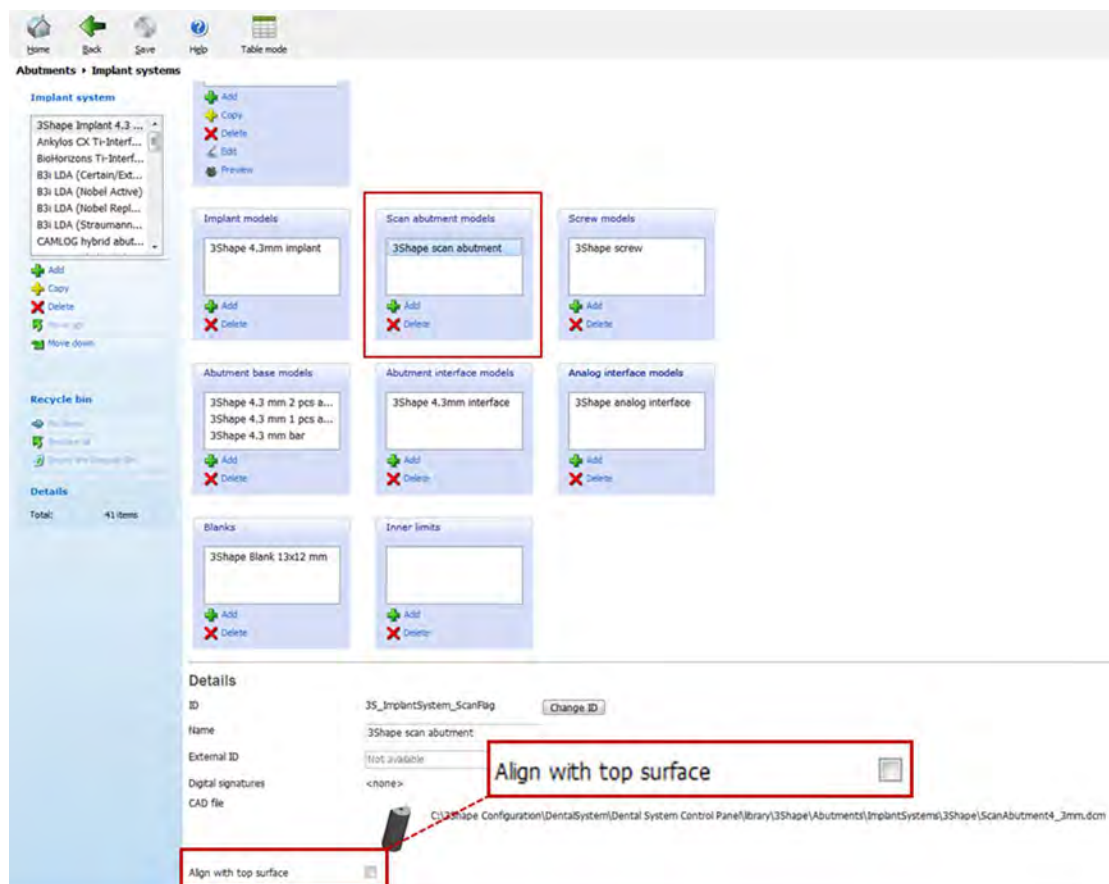 Home Back Save Help Table mode
Abutments › Implant systems
Implant system
3Shape Implant 4.3 ...
Ankylos CX Ti-Interf...
BioHorizons Ti-Interf...
B3i LDA (Certain/Ext...
B3i LDA (Nobel Active)
B3i LDA (Nobel Repl...
B3i LDA (Straumann...
CAMLOG hybrid abut...
Add
Copy
Delete
Move up
Move down
Recycle bin
Details
Total: 41 items
Add
Copy
Delete
Edit
Preview
Implant models
3Shape 4.3mm implant
Add
Delete
Scan abutment models
3Shape scan abutment
Add
Delete
Screw models
3Shape screw
Add
Delete
Abutment base models
3Shape 4.3 mm 2 pcs a...
3Shape 4.3 mm 1 pcs a...
3Shape 4.3 mm bar
Add
Delete
Abutment interface models
3Shape 4.3mm interface
Add
Delete
Analog interface models
3Shape analog interface
Add
Delete
Blanks
3Shape Blank 13x12 mm
Add
Delete
Inner limits
Add
Delete
Details
ID 3S_ImplantSystem_ScanFlag Change ID
Name 3Shape scan abutment
External ID Not available
Align with top surface
Digital signatures <none>
CAD file
C:\3Shape Configuration\DentalSystem\Dental System Control Panel\library\3Shape\Abutments\ImplantSystems\3Shape\ScanAbutment4_3mm.dcm
Align with top surface